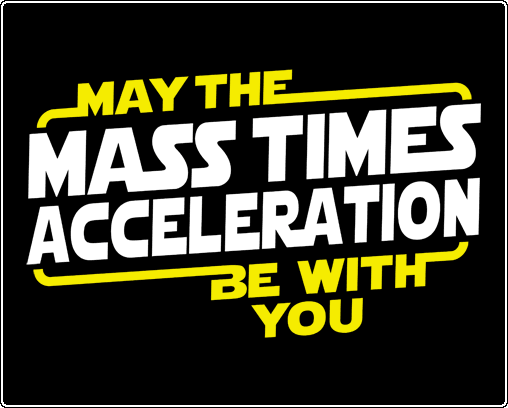 MAY THE
MASS TIMES
ACCELERATION
BE WITH
YOU